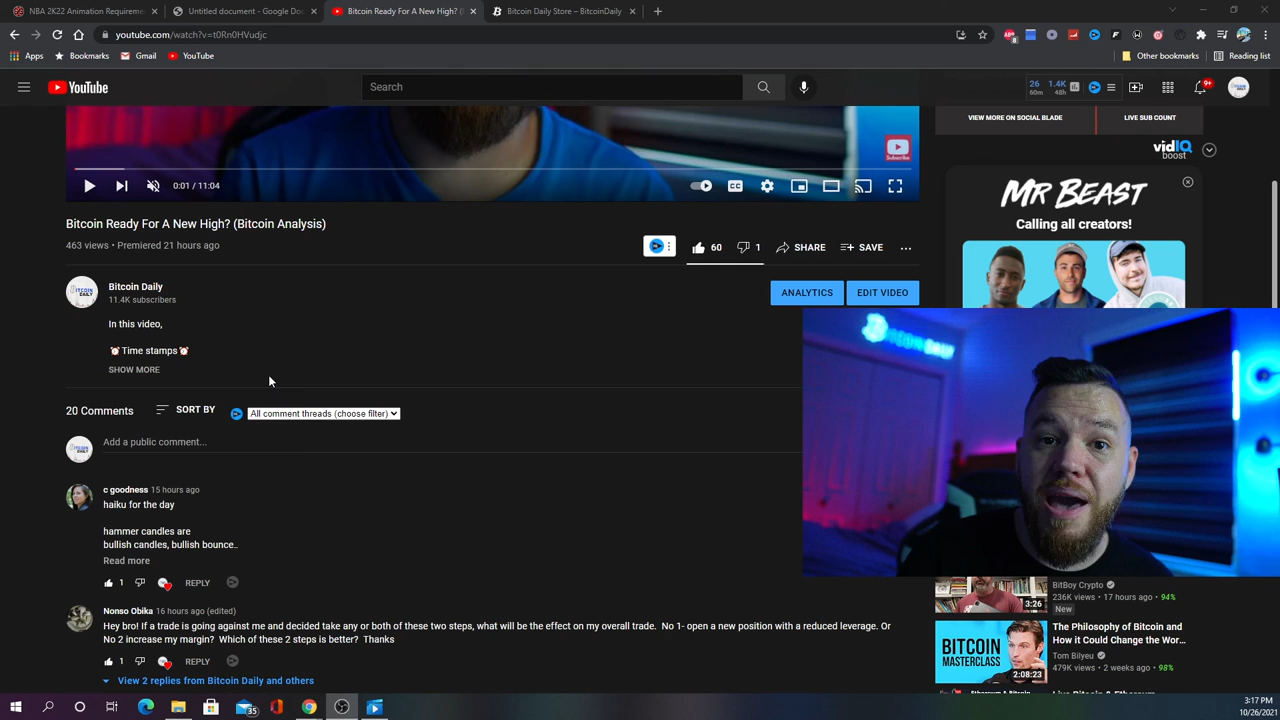 NBA 2K22 Animation Requireme
Untitled document - Google Doc
Bitcoin Ready For A New High? (
Bitcoin Daily Store – BitcoinDaily
youtube.com/watch?v=t0Rn0HVudjc
8
Apps
Bookmarks
Gmail
YouTube
Other bookmarks
Reading list
YouTube
Search
26
60m
1.4K
48h
9+
VIEW MORE ON SOCIAL BLADE
LIVE SUB COUNT
vidIQ
boost
Subscribe
0:01 / 11:04
CC
MR BEAST
Calling all creators!
Bitcoin Ready For A New High? (Bitcoin Analysis)
463 views • Premiered 21 hours ago
60
1
SHARE
SAVE
BITCOIN
DAILY
Bitcoin Daily
11.4K subscribers
ANALYTICS
EDIT VIDEO
In this video,
⏰Time stamps⏰
SHOW MORE
20 Comments
SORT BY
All comment threads (choose filter)
Add a public comment...
c goodness 15 hours ago
haiku for the day
hammer candles are
bullish candles, bullish bounce..
Read more
1
REPLY
Nonso Obika 16 hours ago (edited)
Hey bro! If a trade is going against me and decided to use any or both of these two steps, what will be the effect on my overall trade. No 1- open a new position with a reduced leverage. Or
No 2 increase my margin? Which of these 2 steps is better? Thanks
1
REPLY
View 2 replies from Bitcoin Daily and others
3:26
BitBoy Crypto
236K views • 17 hours ago • 94%
New
BITCOIN
MASTERCLASS
2:08:23
The Philosophy of Bitcoin and
How it Could Change the Wor...
Tom Bilyeu
479K views • 2 weeks ago • 98%
35
3:17 PM
10/26/2021